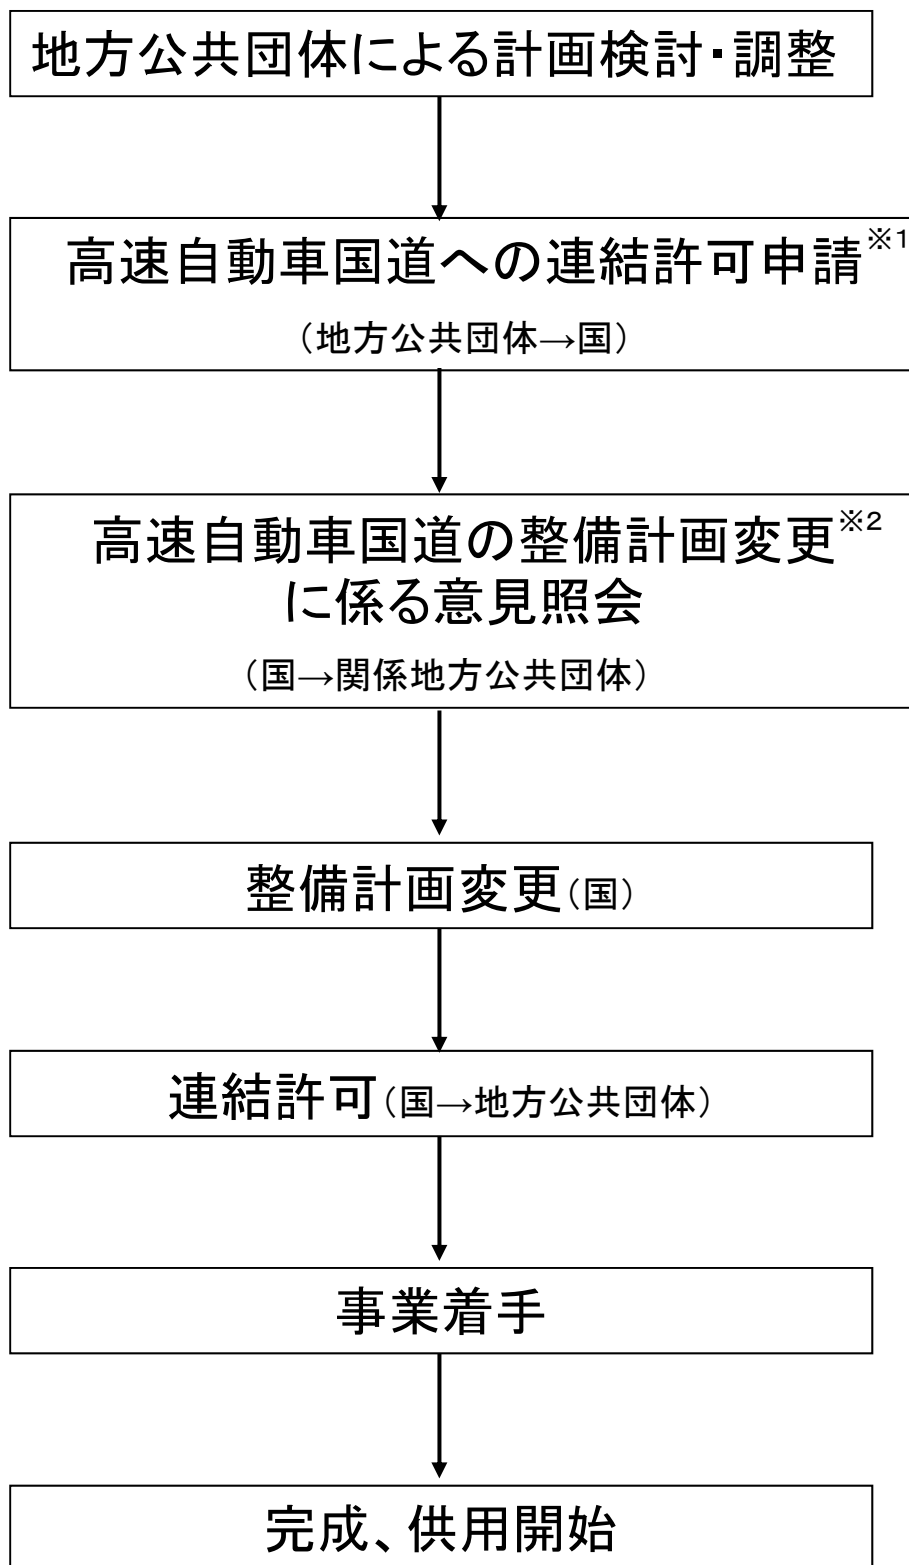 地方公共団体による計画検討・調整
高速自動車国道への連結許可申請※1
（地方公共団体→国）
高速自動車国道の整備計画変更※2
に係る意見照会
（国→関係地方公共団体）
整備計画変更（国）
連結許可（国→地方公共団体）
事業着手
完成、供用開始